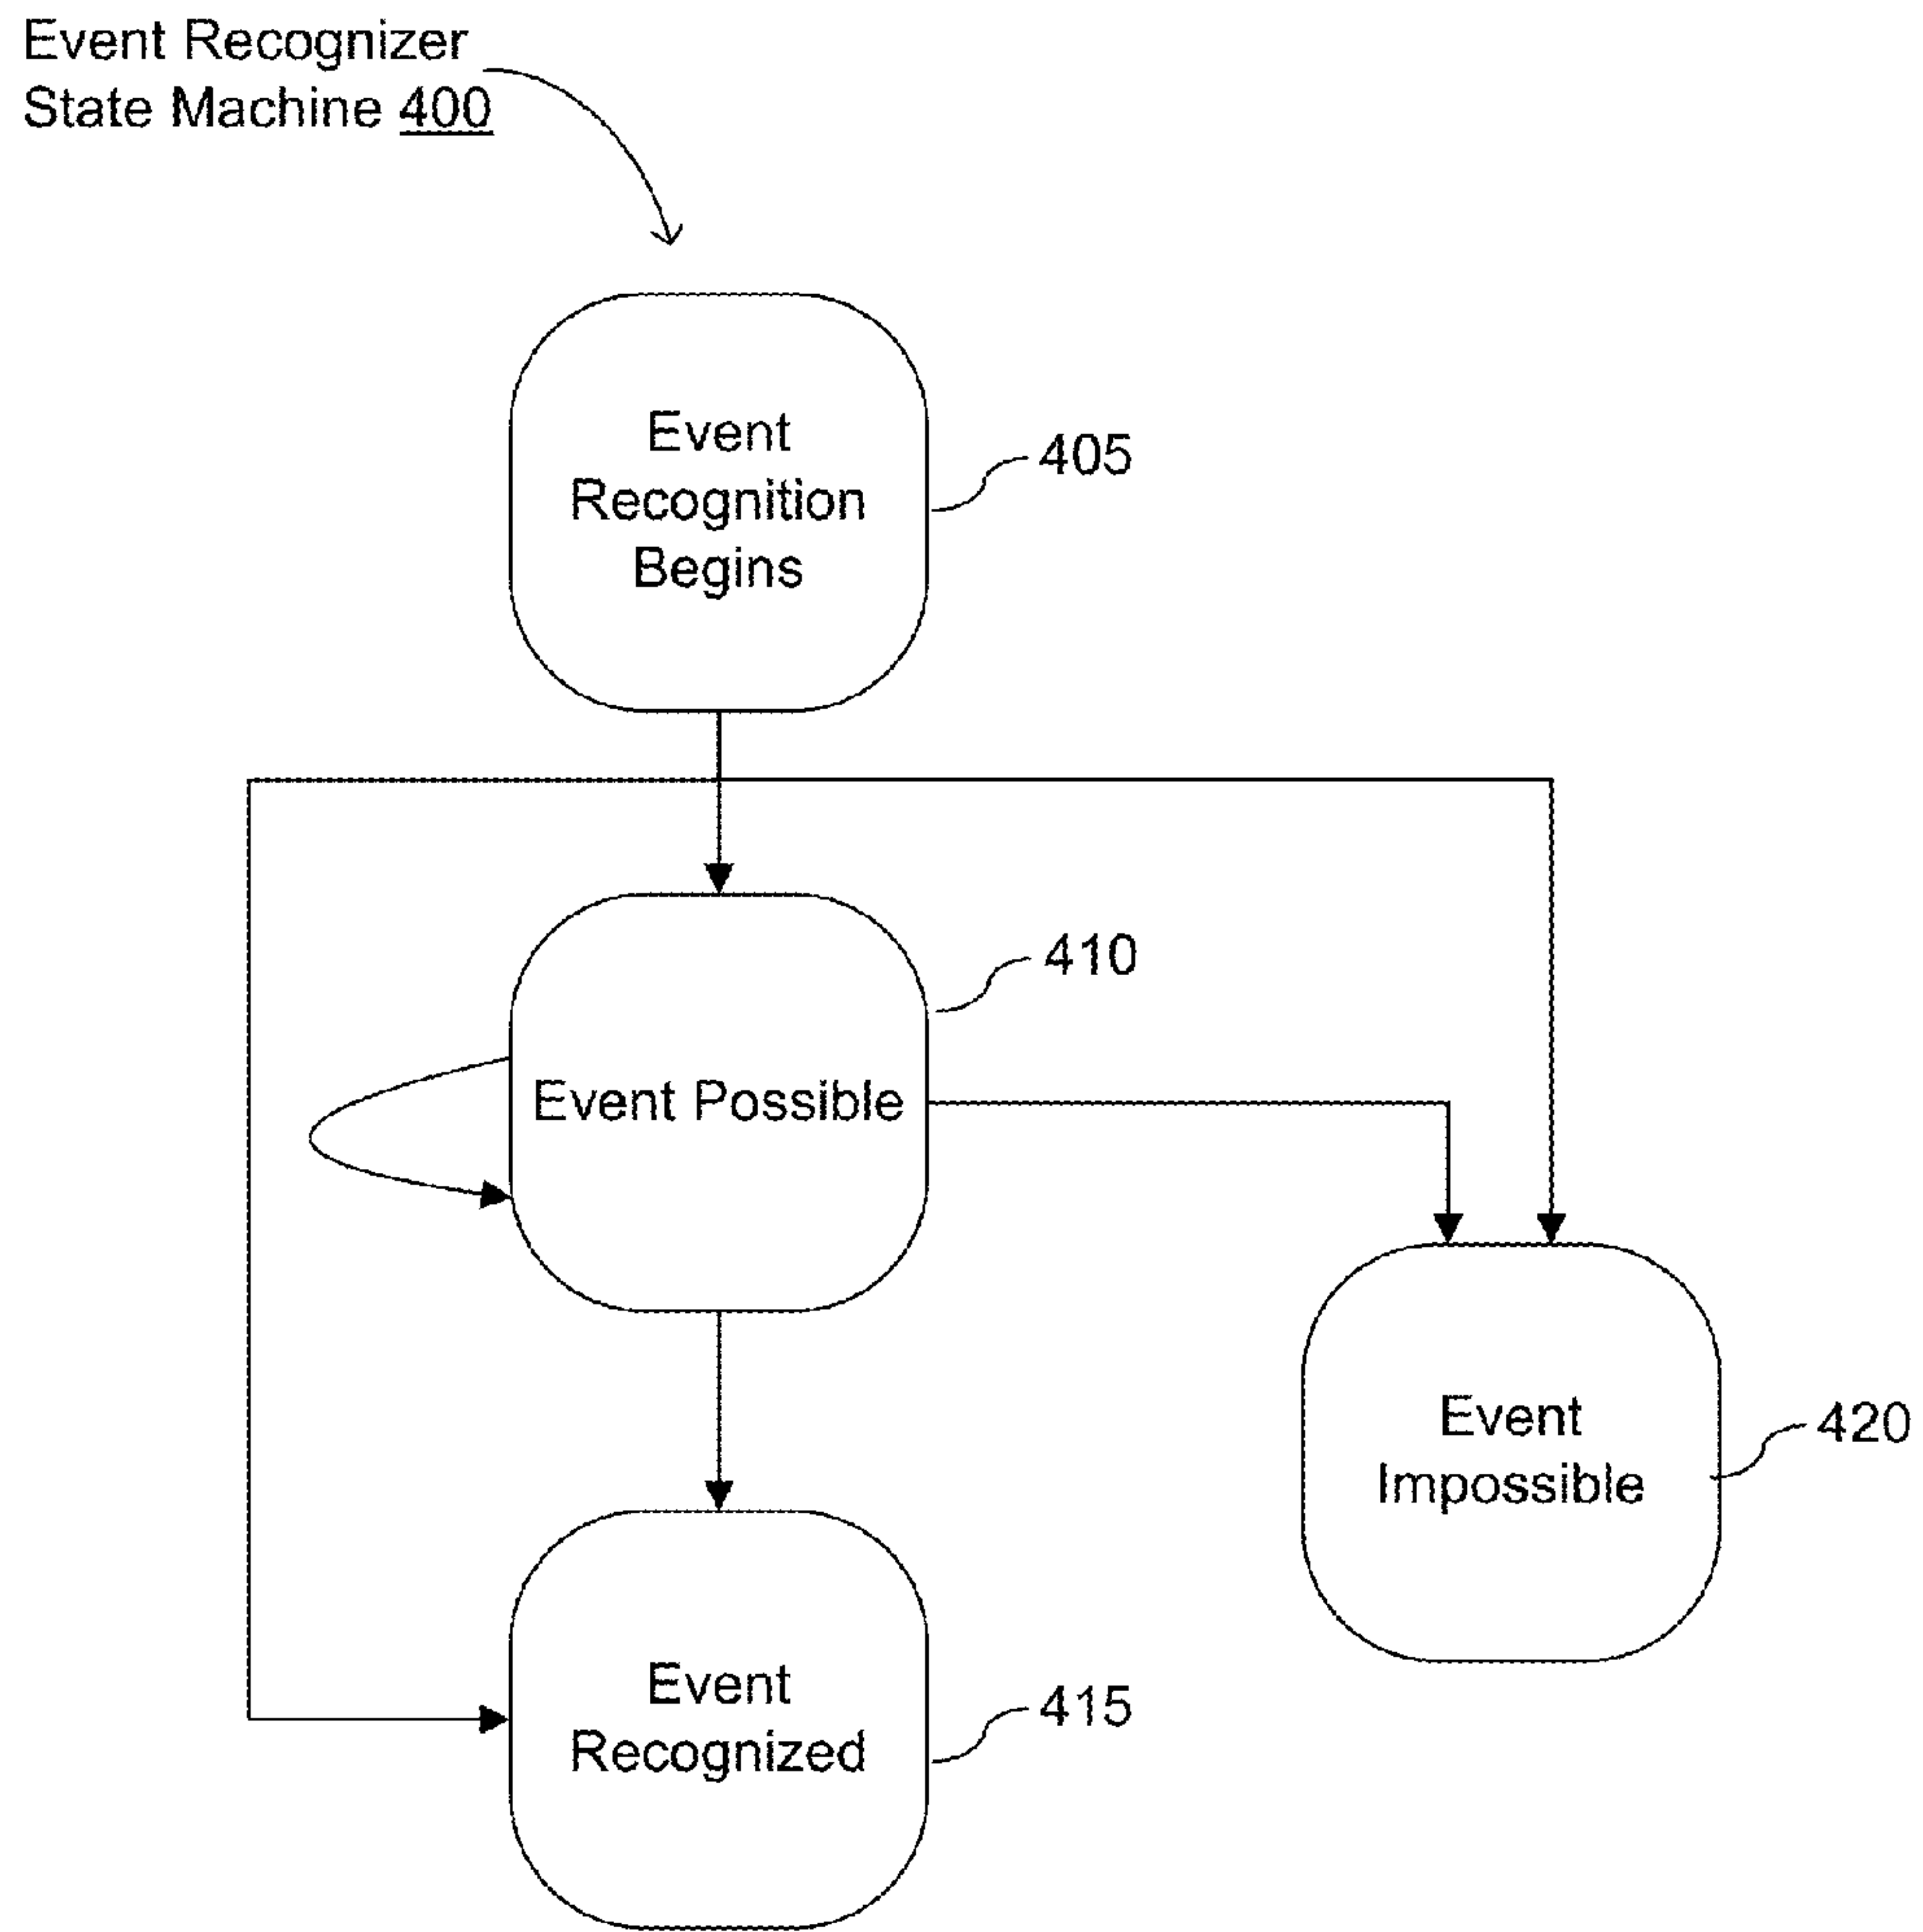 Event Recognizer
State Machine 400
Event
Recognition
Begins
405
410
Event Possible
Event
Impossible
420
Event
Recognized
415